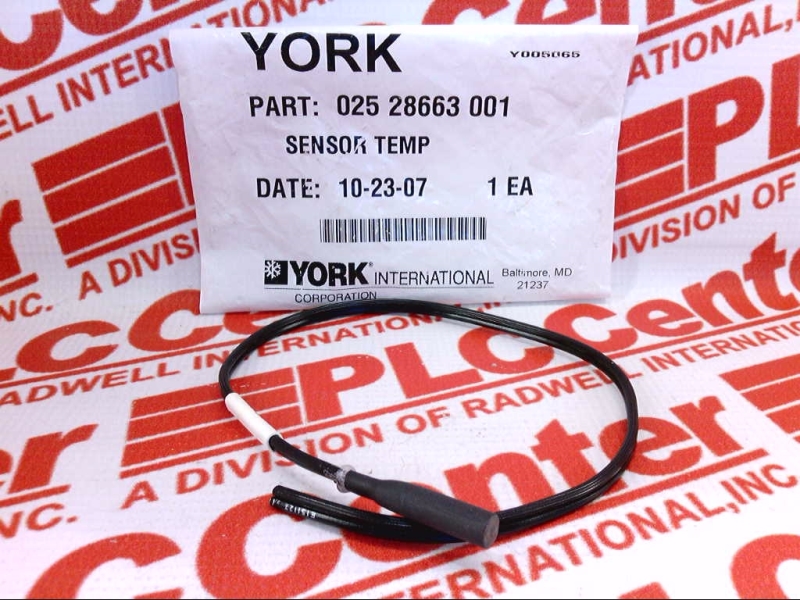 YORK
Y005065
PART: 025 28663 001
SENSOR TEMP
DATE: 10-23-07 1 EA
YORK® INTERNATIONAL
CORPORATION
Baltimore, MD
21237
PLCCenter
A DIVISION OF RADWELL INTERNATIONAL, INC.